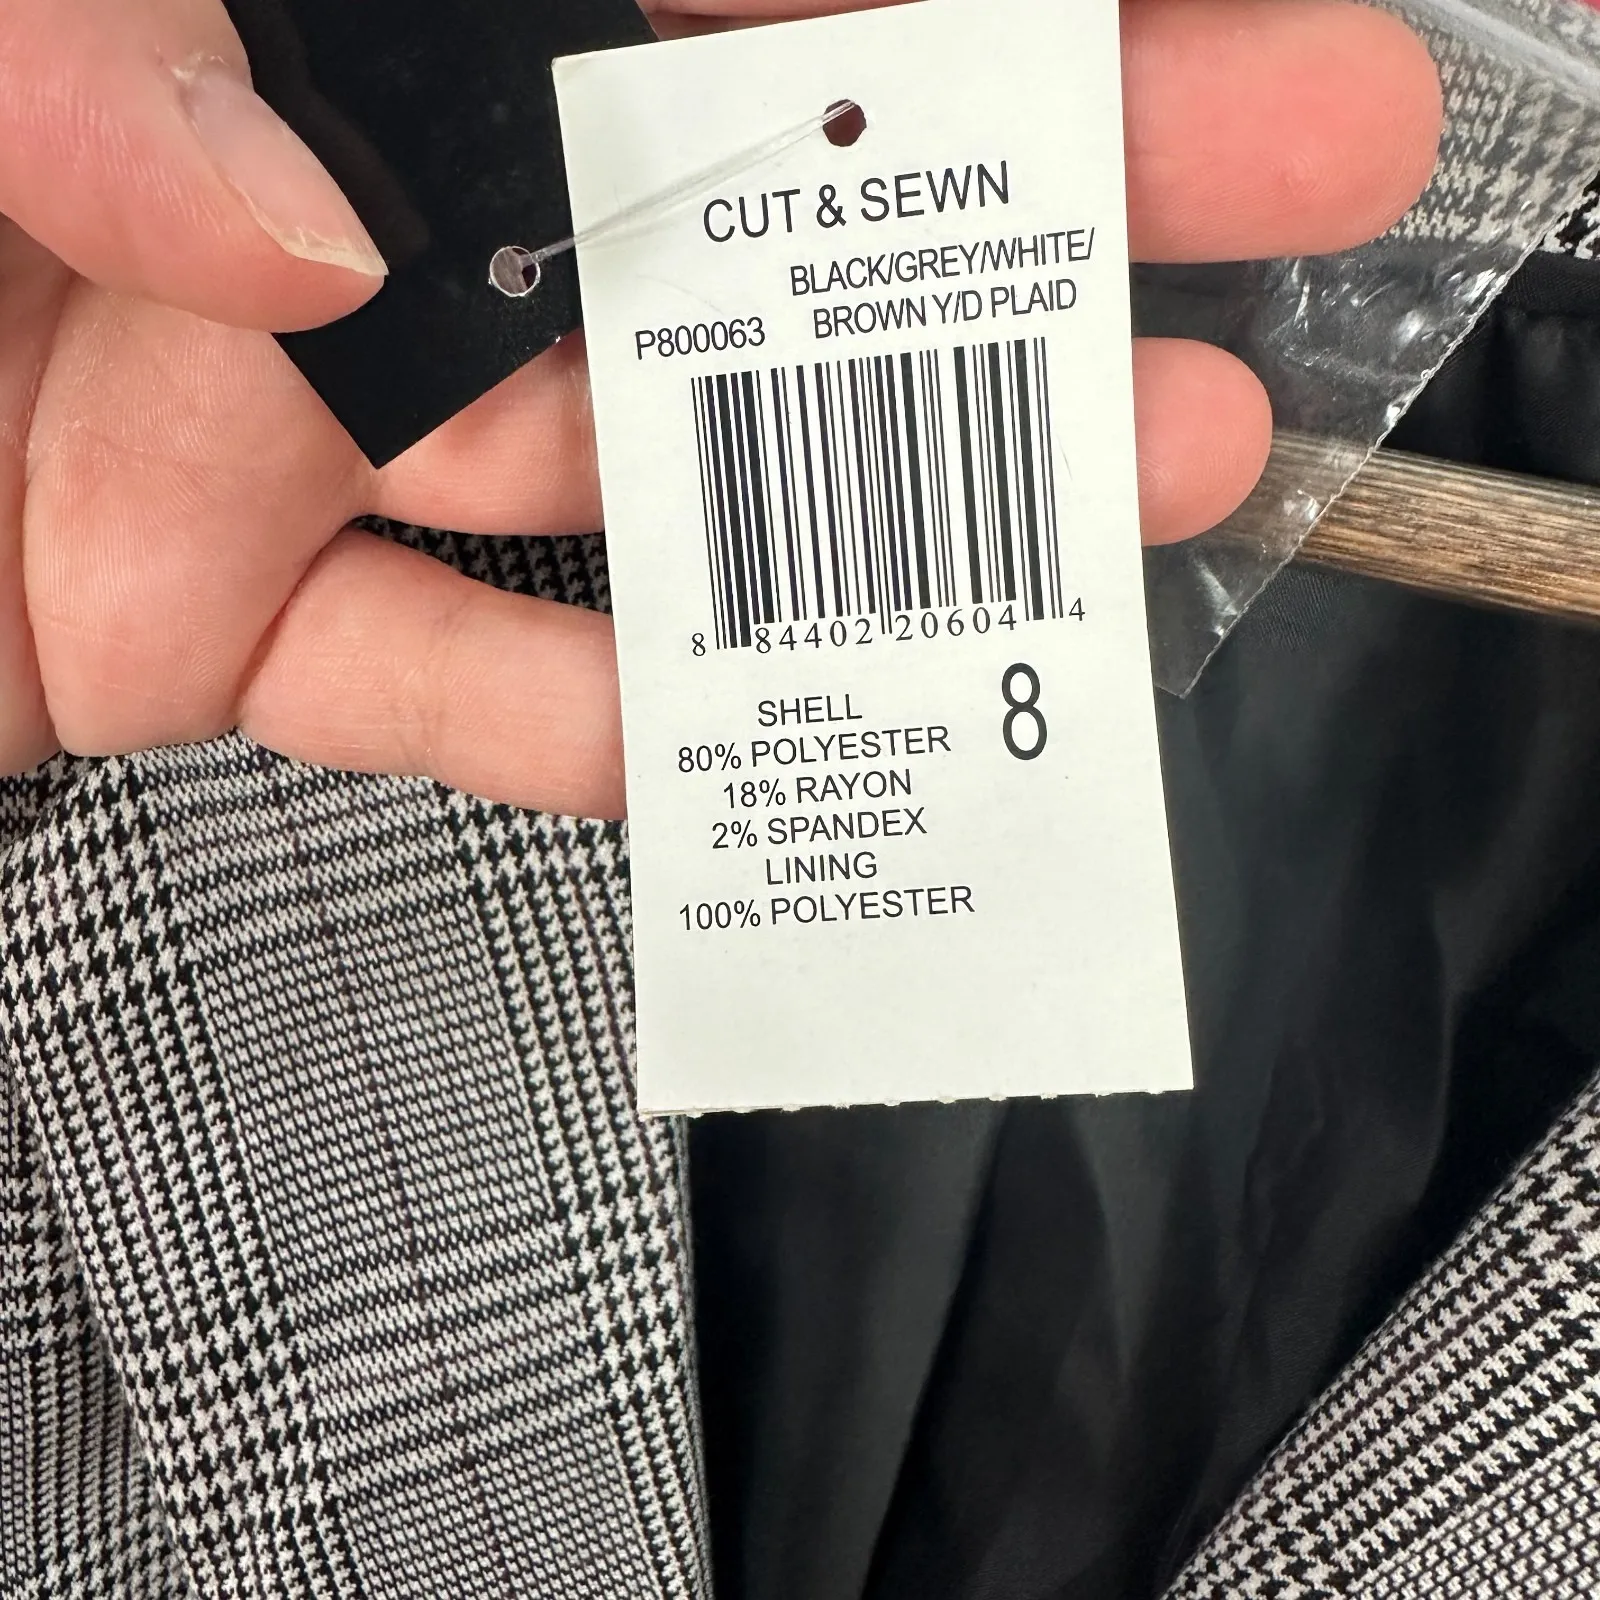 CUT & SEWN
BLACK/GREY/WHITE/
P800063 BROWN Y/D PLAID
8 84402 20604 4
SHELL 8
80% POLYESTER
18% RAYON
2% SPANDEX
LINING
100% POLYESTER